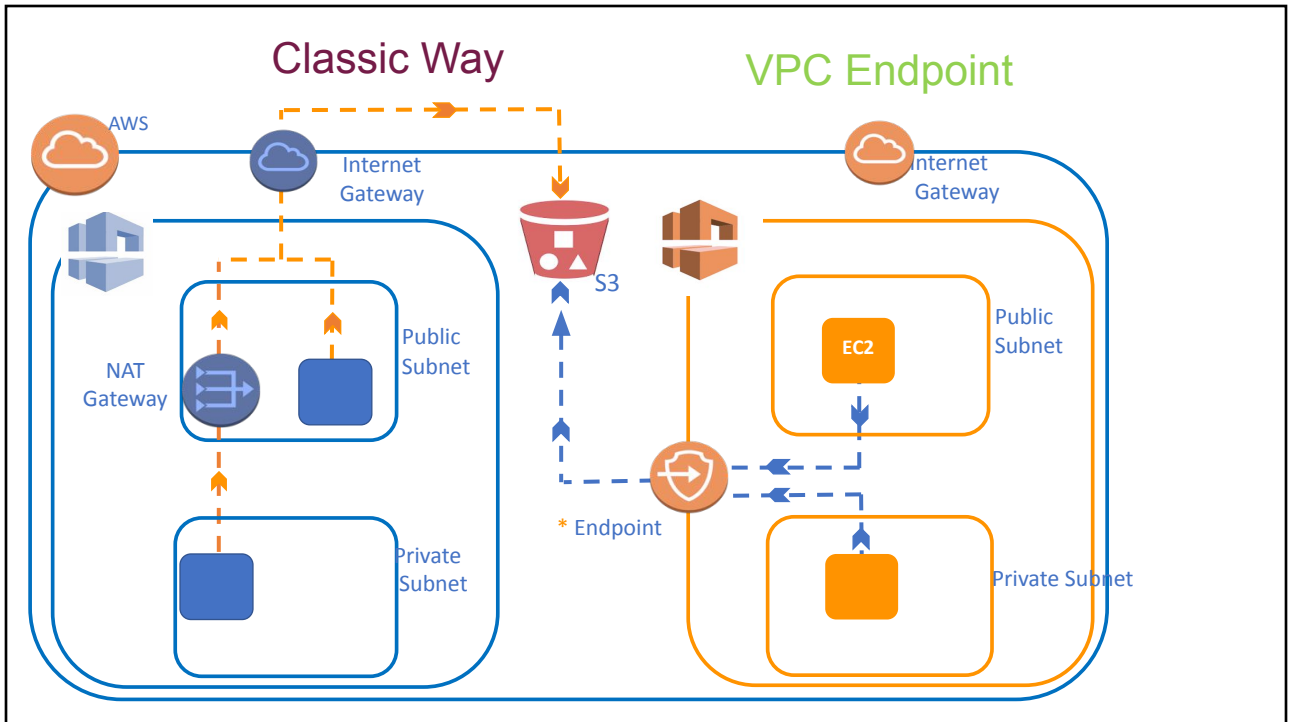 Classic Way
VPC Endpoint
AWS
Internet
Gateway
Internet
Gateway
S3
Public
Subnet
NAT
Gateway
EC2
Public
Subnet
* Endpoint
Private
Subnet
Private Subnet